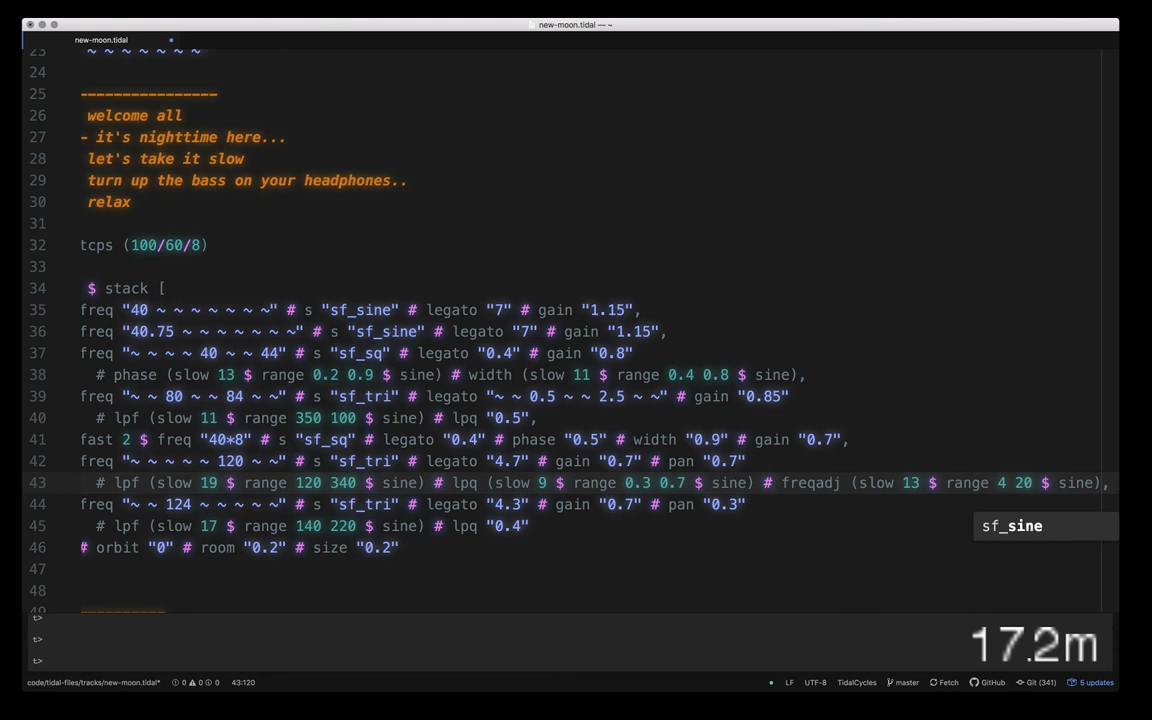 new-moon.tidal — ~
new-moon.tidal
23 ~ ~ ~ ~ ~ ~ ~
24
25 ----------------
26 welcome all
27 - it's nighttime here...
28 let's take it slow
29 turn up the bass on your headphones..
30 relax
31
32 tcps (100/60/8)
33
34 $ stack [
35 freq "40 ~ ~ ~ ~ ~ ~ ~" # s "sf_sine" # legato "7" # gain "1.15",
36 freq "40.75 ~ ~ ~ ~ ~ ~ ~" # s "sf_sine" # legato "7" # gain "1.15",
37 freq "~ ~ ~ ~ 40 ~ ~ 44" # s "sf_sq" # legato "0.4" # gain "0.8"
38 # phase (slow 13 $ range 0.2 0.9 $ sine) # width (slow 11 $ range 0.4 0.8 $ sine),
39 freq "~ ~ 80 ~ ~ 84 ~ ~" # s "sf_tri" # legato "~ ~ 0.5 ~ ~ 2.5 ~ ~" # gain "0.85"
40 # lpf (slow 11 $ range 350 100 $ sine) # lpq "0.5",
41 fast 2 $ freq "40*8" # s "sf_sq" # legato "0.4" # phase "0.5" # width "0.9" # gain "0.7",
42 freq "~ ~ ~ ~ ~ 120 ~ ~" # s "sf_tri" # legato "4.7" # gain "0.7" # pan "0.7"
43 # lpf (slow 19 $ range 120 340 $ sine) # lpq (slow 9 $ range 0.3 0.7 $ sine) # freqadj (slow 13 $ range 4 20 $ sine),
44 freq "~ ~ 124 ~ ~ ~ ~ ~" # s "sf_tri" # legato "4.3" # gain "0.7" # pan "0.3"
45 # lpf (slow 17 $ range 140 220 $ sine) # lpq "0.4"
sf_sine
46 # orbit "0" # room "0.2" # size "0.2"
47
48
49 ----------
t>
t>
t>
17.2m
code/tidal-files/tracks/new-moon.tidal* 0 0 0 43:120 LF UTF-8 TidalCycles master Fetch GitHub Git (341) 5 updates